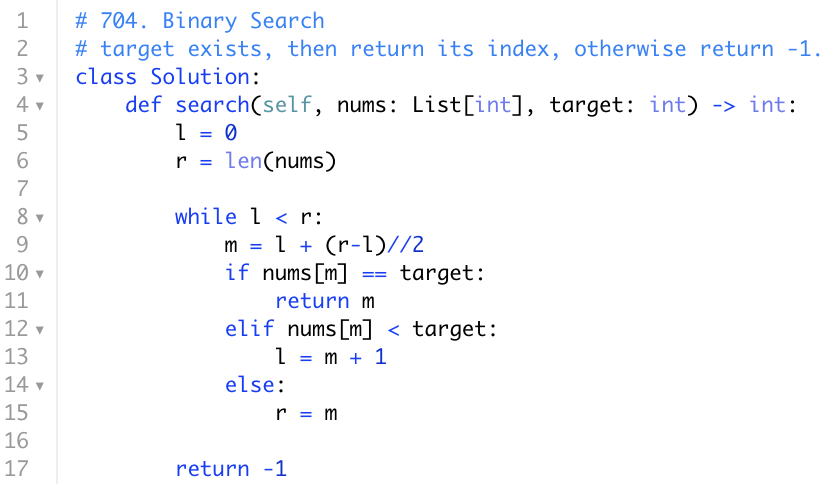 1 # 704. Binary Search
2 # target exists, then return its index, otherwise return -1.
3 class Solution:
4     def search(self, nums: List[int], target: int) -> int:
5         l = 0
6         r = len(nums)
7
8         while l < r:
9             m = l + (r-l)//2
10             if nums[m] == target:
11                 return m
12             elif nums[m] < target:
13                 l = m + 1
14             else:
15                 r = m
16
17         return -1